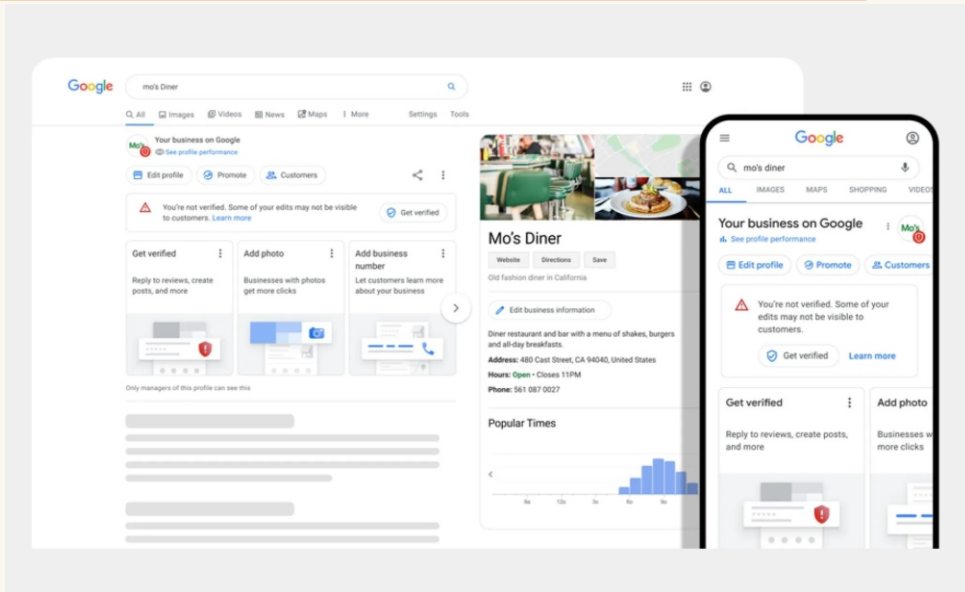 Google
mo's Diner
All
Images
Videos
News
Maps
More
Settings
Tools
Mo's
Your business on Google
See profile performance
Edit profile
Promote
Customers
You're not verified. Some of your edits may not be visible
to customers. Learn more
Get verified
Get verified
Reply to reviews, create
posts, and more
Add photo
Businesses with photos
get more clicks
Add business
number
Let customers learn more
about your business
Only managers of this profile can see this
Mo's Diner
Website
Directions
Save
Old fashion diner in California
Edit business information
Diner restaurant and bar with a menu of shakes, burgers
and all-day breakfasts.
Address: 480 Cast Street, CA 94040, United States
Hours: Open • Closes 11PM
Phone: 561 087 0027
Popular Times
9a
12p
3p
6p
9p
Google
mo's diner
ALL
IMAGES
MAPS
SHOPPING
VIDEOS
Your business on Google
Mo's
See profile performance
Edit profile
Promote
Customers
You're not verified. Some of your
edits may not be visible to
customers.
Get verified
Learn more
Get verified
Reply to reviews, create posts,
and more
Add photo
Businesses w
more clicks